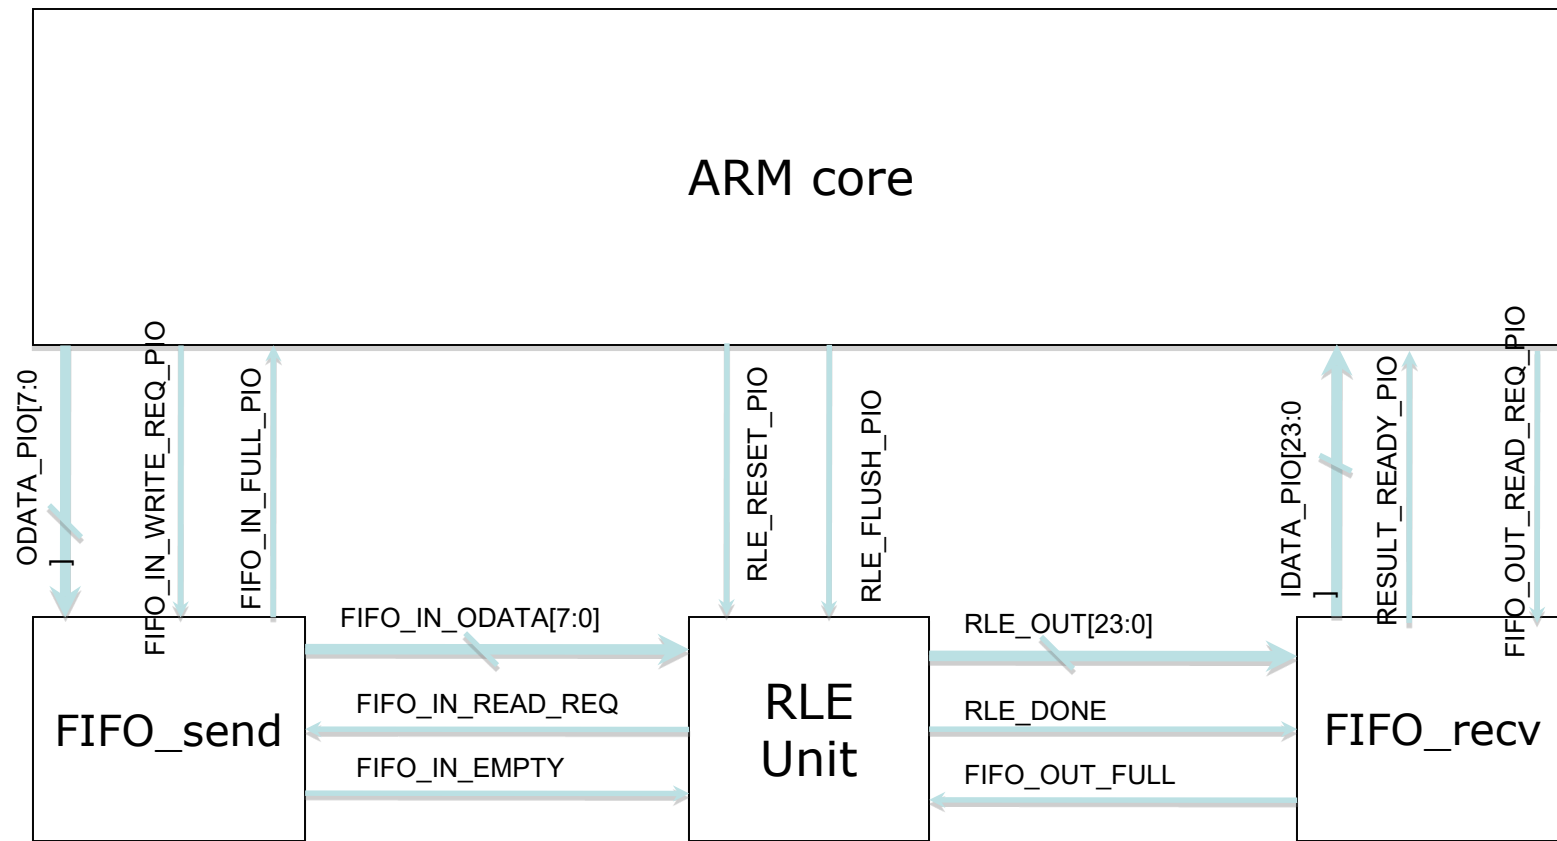 ARM core
ODATA_PIO[7:0
]
FIFO_IN_WRITE_REQ_PIO
FIFO_IN_FULL_PIO
RLE_RESET_PIO
RLE_FLUSH_PIO
IDATA_PIO[23:0
]
RESULT_READY_PIO
FIFO_OUT_READ_REQ_PIO
FIFO_send
FIFO_IN_ODATA[7:0]
FIFO_IN_READ_REQ
FIFO_IN_EMPTY
RLE
Unit
RLE_OUT[23:0]
RLE_DONE
FIFO_OUT_FULL
FIFO_recv